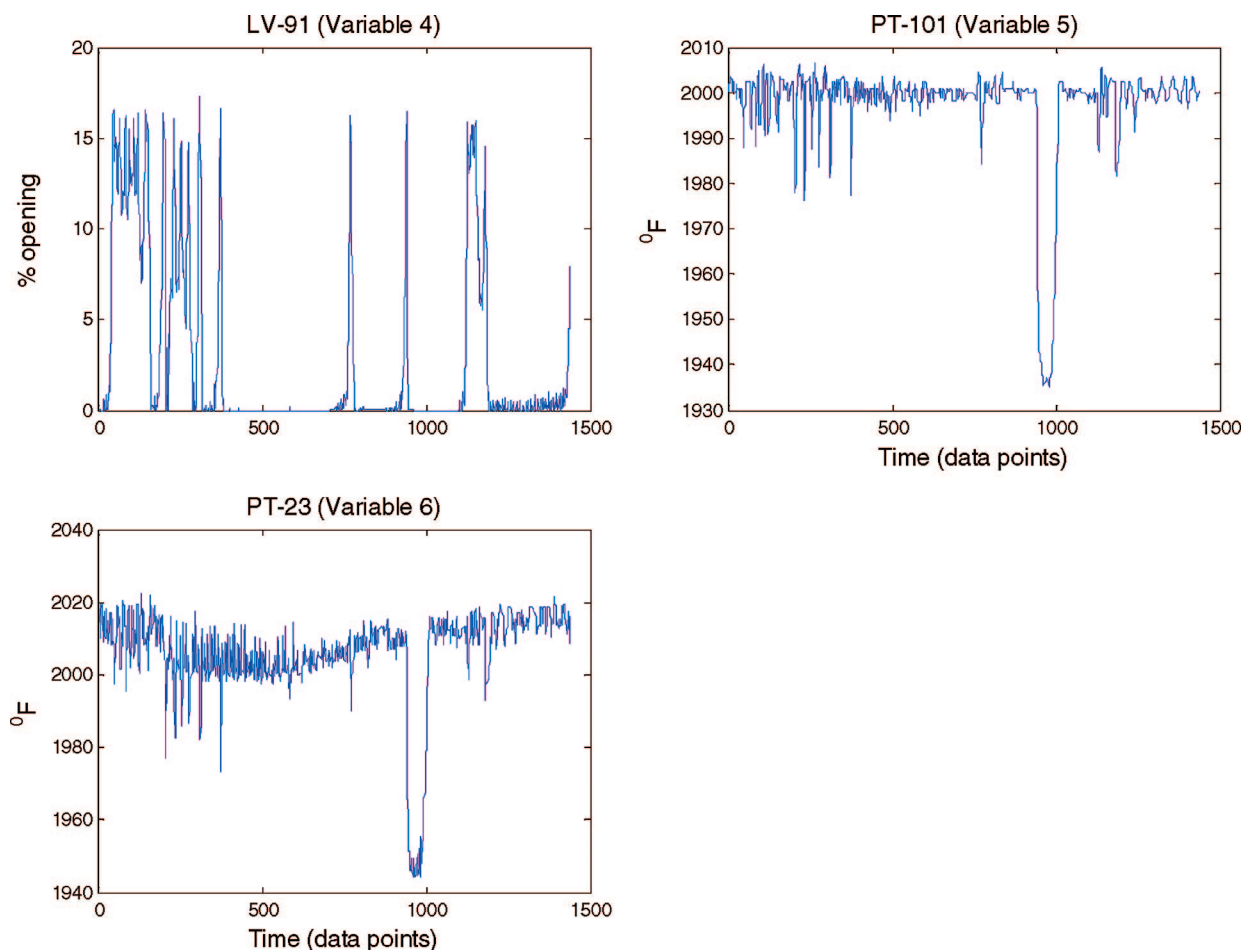 LV-91 (Variable 4)
20
15
10
5
0
% opening
0 500 1000 1500
PT-101 (Variable 5)
2010
2000
1990
1980
1970
1960
1950
1940
1930
⁰F
0 500 1000 1500
Time (data points)
PT-23 (Variable 6)
2040
2020
2000
1980
1960
1940
⁰F
0 500 1000 1500
Time (data points)